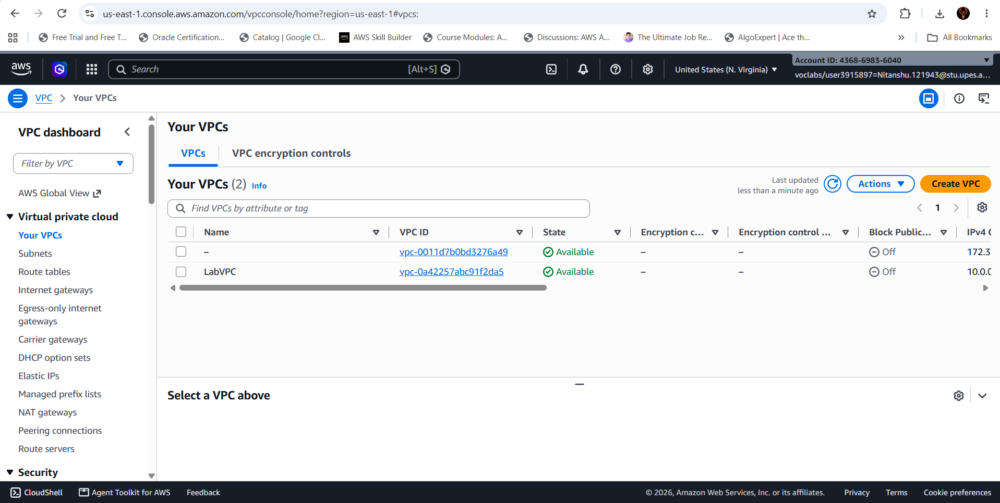 us-east-1.console.aws.amazon.com/vpcconsole/home?region=us-east-1#vpcs:
Free Trial and Free T... Oracle Certification... Catalog | Google Cl... AWS Skill Builder Course Modules: A... Discussions: AWS A... The Ultimate Job Re... AlgoExpert | Ace th... » All Bookmarks
aws Search [Alt+S] United States (N. Virginia) Account ID: 4368-6983-6040
voclabs/user3915897=Nitanshu.121943@stu.upes.a...
VPC Your VPCs
VPC dashboard
Filter by VPC
AWS Global View
Virtual private cloud
Your VPCs
Subnets
Route tables
Internet gateways
Egress-only internet
gateways
Carrier gateways
DHCP option sets
Elastic IPs
Managed prefix lists
NAT gateways
Peering connections
Route servers
Security
Your VPCs
VPCs VPC encryption controls
Your VPCs (2) Info
Last updated
less than a minute ago
Actions Create VPC
Find VPCs by attribute or tag
1
Name VPC ID State Encryption c... Encryption control ... Block Public... IPv4 C
– vpc-0011d7b0bd3276a49 Available – – Off 172.3
LabVPC vpc-0a42257abc91f2da5 Available – – Off 10.0.0
Select a VPC above
CloudShell Agent Toolkit for AWS Feedback © 2026, Amazon Web Services, Inc. or its affiliates. Privacy Terms Cookie preferences